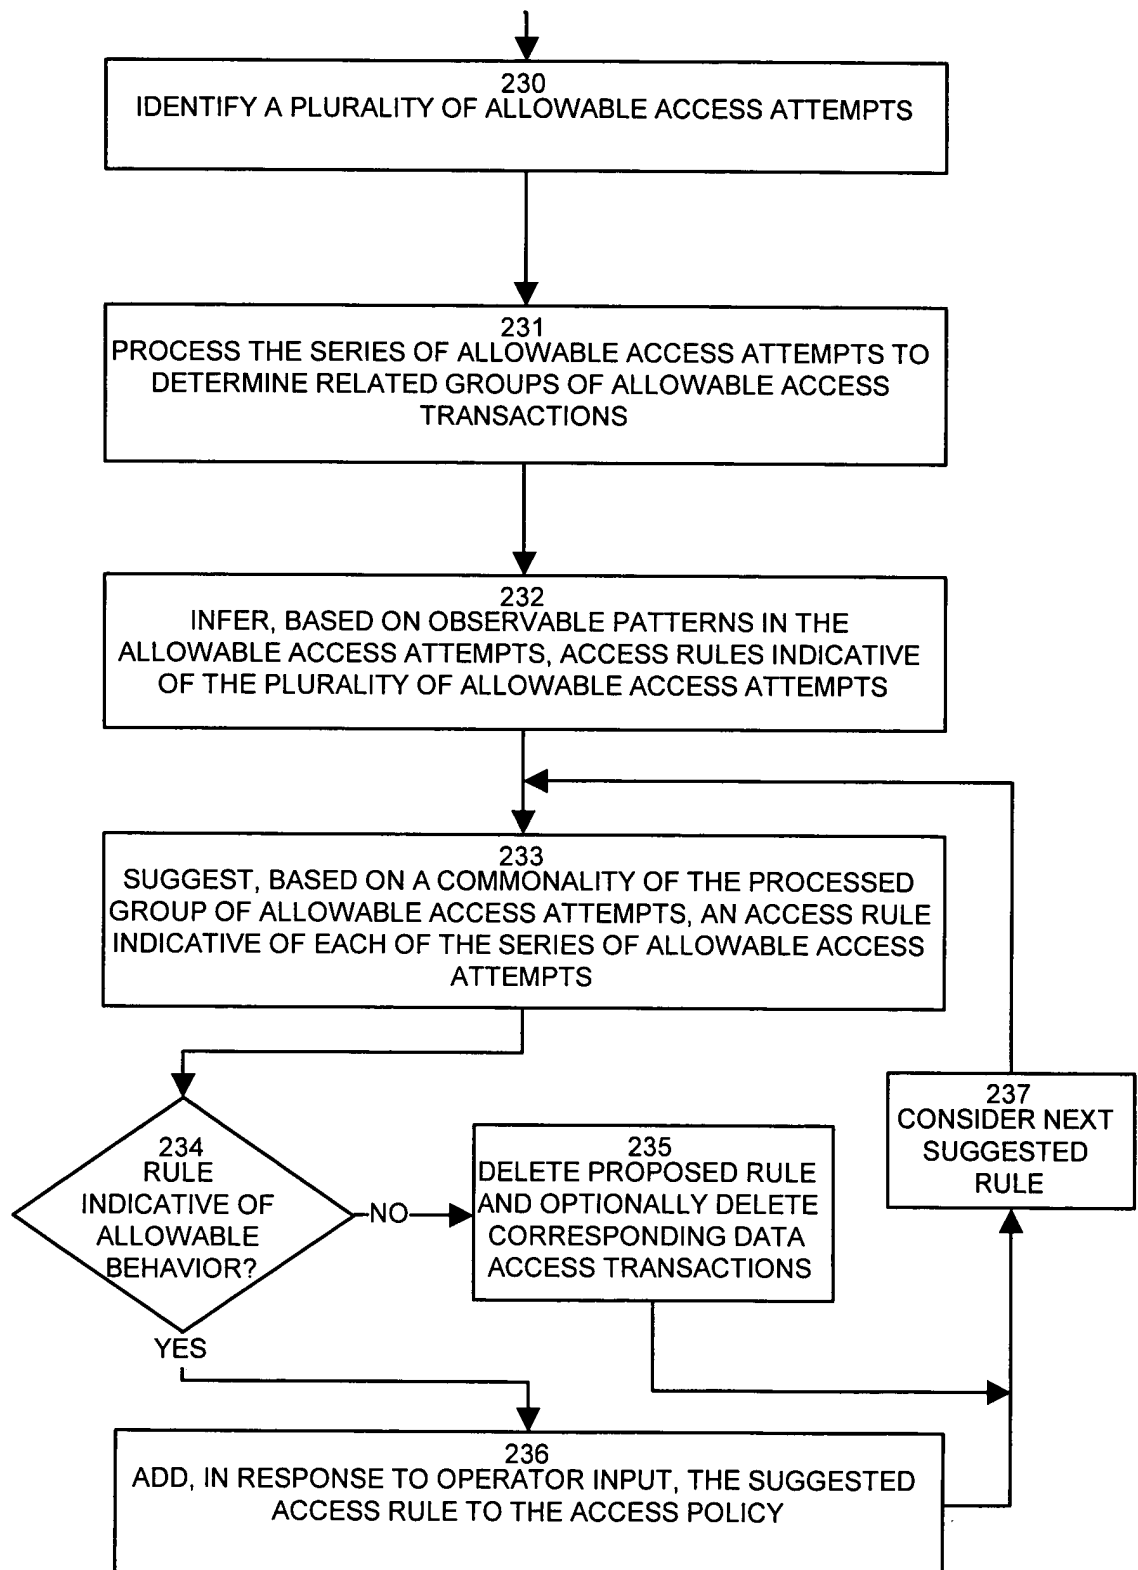 230
IDENTIFY A PLURALITY OF ALLOWABLE ACCESS ATTEMPTS
231
PROCESS THE SERIES OF ALLOWABLE ACCESS ATTEMPTS TO
DETERMINE RELATED GROUPS OF ALLOWABLE ACCESS
TRANSACTIONS
232
INFER, BASED ON OBSERVABLE PATTERNS IN THE
ALLOWABLE ACCESS ATTEMPTS, ACCESS RULES INDICATIVE
OF THE PLURALITY OF ALLOWABLE ACCESS ATTEMPTS
233
SUGGEST, BASED ON A COMMONALITY OF THE PROCESSED
GROUP OF ALLOWABLE ACCESS ATTEMPTS, AN ACCESS RULE
INDICATIVE OF EACH OF THE SERIES OF ALLOWABLE ACCESS
ATTEMPTS
234
RULE
INDICATIVE OF
ALLOWABLE
BEHAVIOR?
NO
YES
235
DELETE PROPOSED RULE
AND OPTIONALLY DELETE
CORRESPONDING DATA
ACCESS TRANSACTIONS
237
CONSIDER NEXT
SUGGESTED
RULE
236
ADD, IN RESPONSE TO OPERATOR INPUT, THE SUGGESTED
ACCESS RULE TO THE ACCESS POLICY